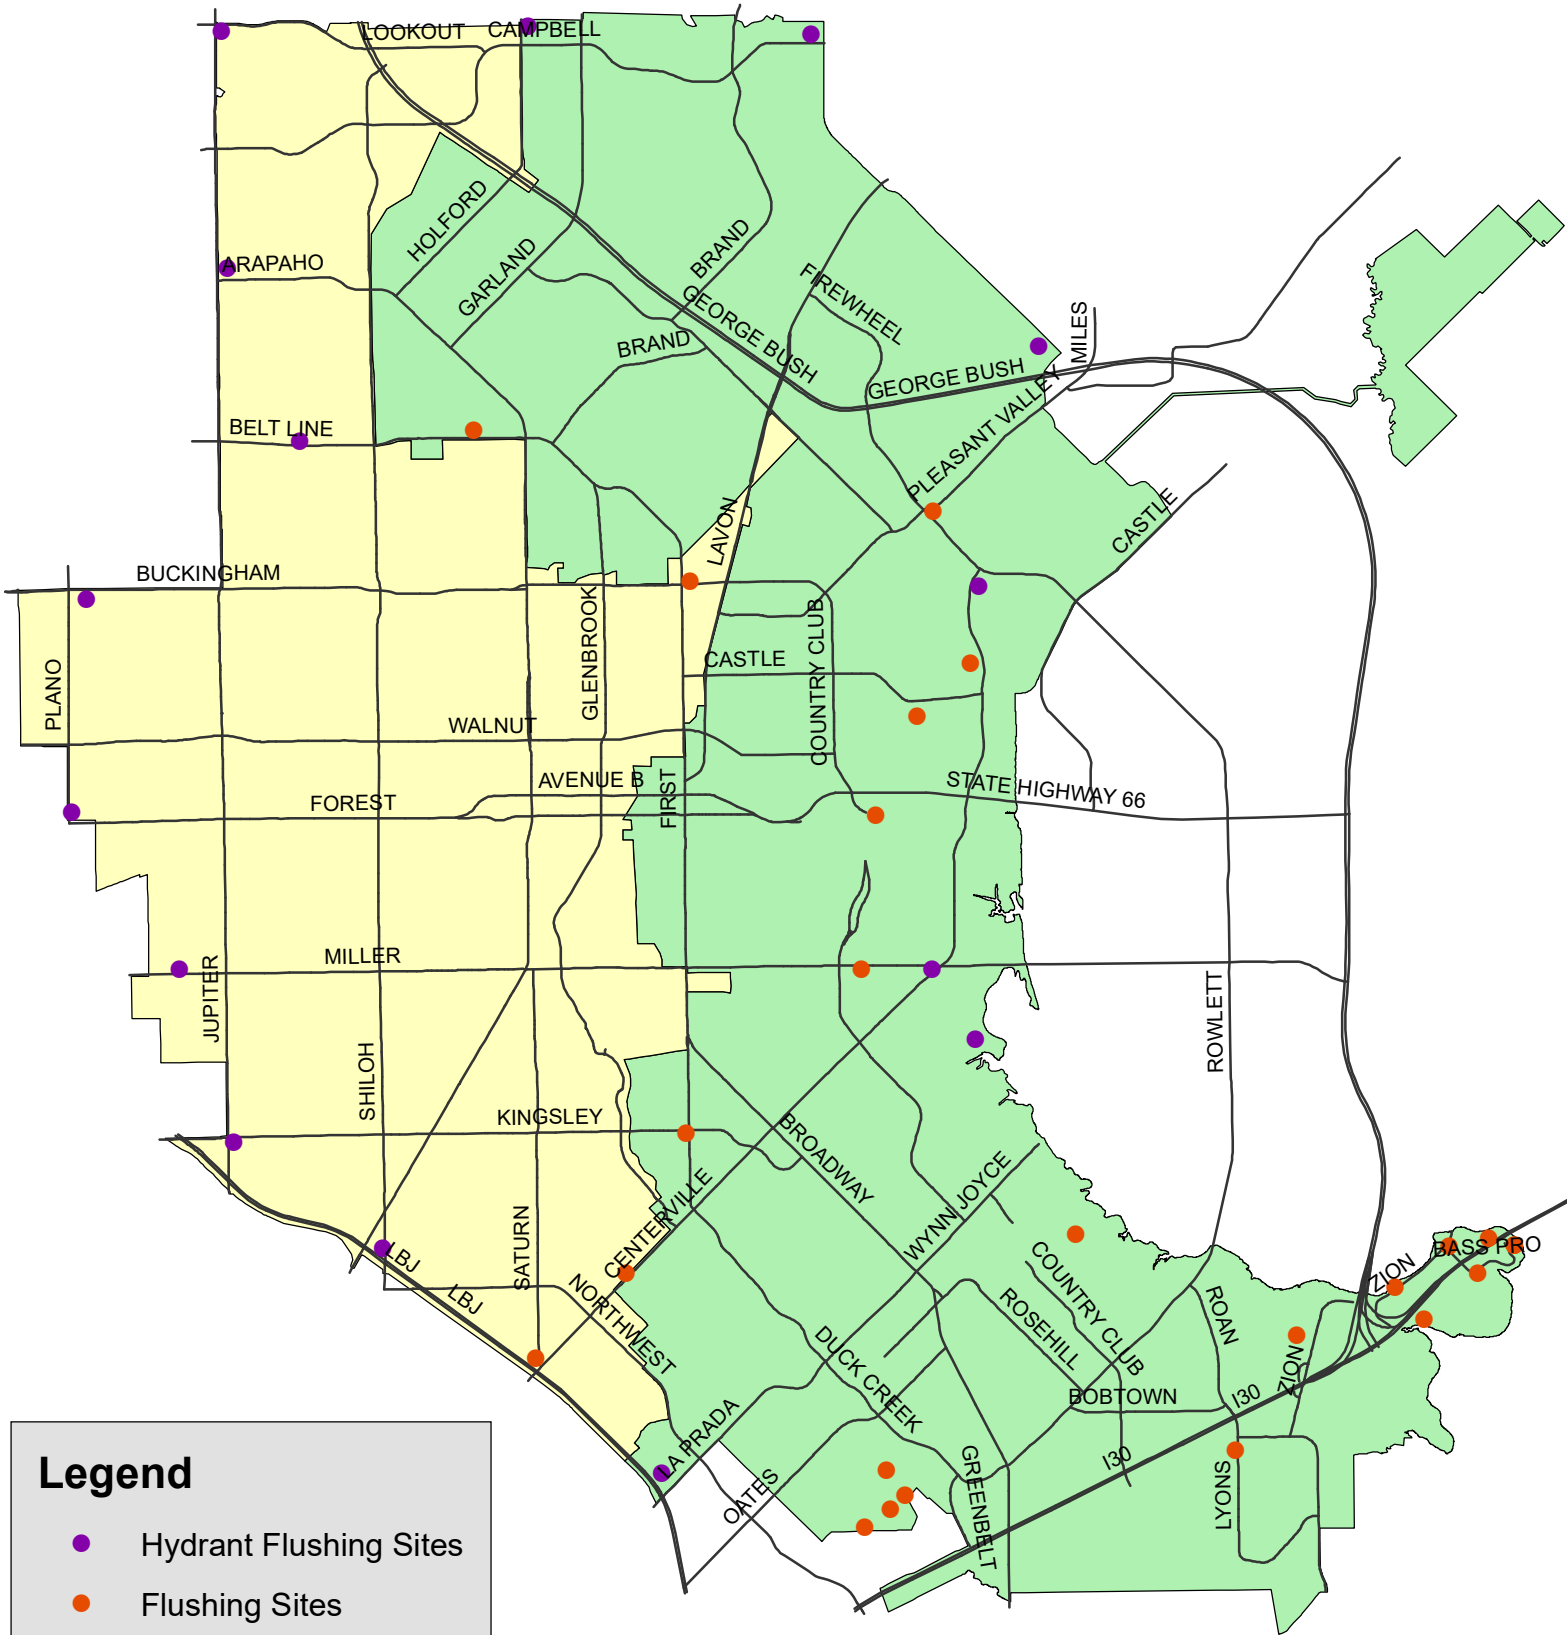 LOOKOUT
CAMPBELL
HOLFORD
ARAPAHO
GARLAND
BRAND
FIREWHEEL
GEORGE BUSH
BRAND
MILES
GEORGE BUSH
PLEASANT VALLEY
BELT LINE
LAVON
CASTLE
BUCKINGHAM
GLENBROOK
COUNTRY CLUB
PLANO
CASTLE
WALNUT
AVENUE B
FIRST
STATE HIGHWAY 66
FOREST
MILLER
JUPITER
ROWLETT
SHILOH
KINGSLEY
BROADWAY
WYNN JOYCE
CENTERVILLE
SATURN
LBJ
LBJ
NORTHWEST
COUNTRY CLUB
ROSEHILL
ROAN
ZION
BASS PRO
ZION
DUCK CREEK
BOBTOWN
I30
I30
LA PRADA
OATES
GREENBELT
LYONS
Legend
Hydrant Flushing Sites
Flushing Sites